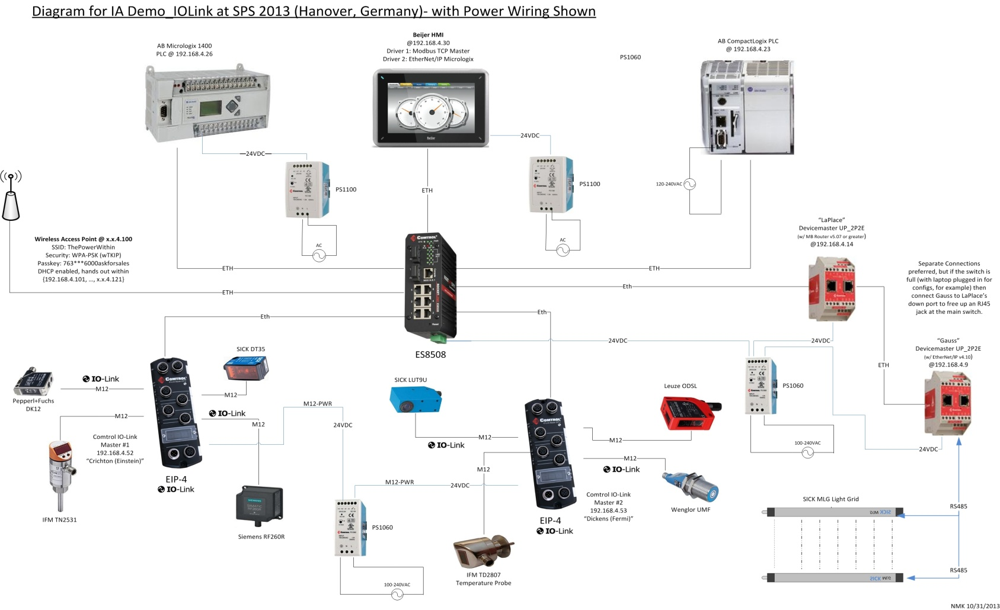 Diagram for IA Demo_IOLink at SPS 2013 (Hanover, Germany)- with Power Wiring Shown
AB Micrologix 1400
PLC @ 192.168.4.26
Beijer HMI
@192.168.4.30
Driver 1: Modbus TCP Master
Driver 2: EtherNet/IP Micrologix
PS1060
AB CompactLogix PLC
@ 192.168.4.23
Beijer
24VDC
24VDC
PS1100
PS1100
ETH
120-240VAC
AC
AC
Wireless Access Point @ x.x.4.100
SSID: ThePowerWithin
Security: WPA-PSK (wTKIP)
Passkey: 763***6000askforsales
DHCP enabled, hands out within
{192.168.4.101, …, x.x.4.121}
"LaPlace"
Devicemaster UP_2P2E
(w/ MB Router v5.07 or greater)
@192.168.4.14
Separate Connections
preferred, but if the switch is
full (with laptop plugged in for
configs, for example) then
connect Gauss to LaPlace's
down port to free up an RJ45
jack at the main switch.
COMTROL
ETH
ETH
ETH
Eth
Eth
Eth
ES8508
24VDC
24VDC
"Gauss"
Devicemaster UP_2P2E
(w/ EtherNet/IP v4.10)
@192.168.4.9
ETH
PS1060
SICK DT35
IO-Link
M12
Pepperl+Fuchs
DK12
COMTROL
M12
IO-Link
M12
M12
Comtrol IO-Link
Master #1
192.168.4.52
"Crichton (Einstein)"
EIP-4
IO-Link
IFM TN2531
SIEMENS
SIMATIC
RF260R
Siemens RF260R
M12-PWR
24VDC
SICK LUT9U
IO-Link
M12
M12
COMTROL
Leuze ODSL
M12
M12
IO-Link
Wenglor UMF
M12-PWR
24VDC
PS1060
100-240VAC
Comtrol IO-Link
Master #2
192.168.4.53
"Dickens (Fermi)"
EIP-4
IO-Link
IFM TD2807
Temperature Probe
100-240VAC
24VDC
SICK MLG Light Grid
SICK MLG
RS485
RS485
SICK MLG
NMK 10/31/2013